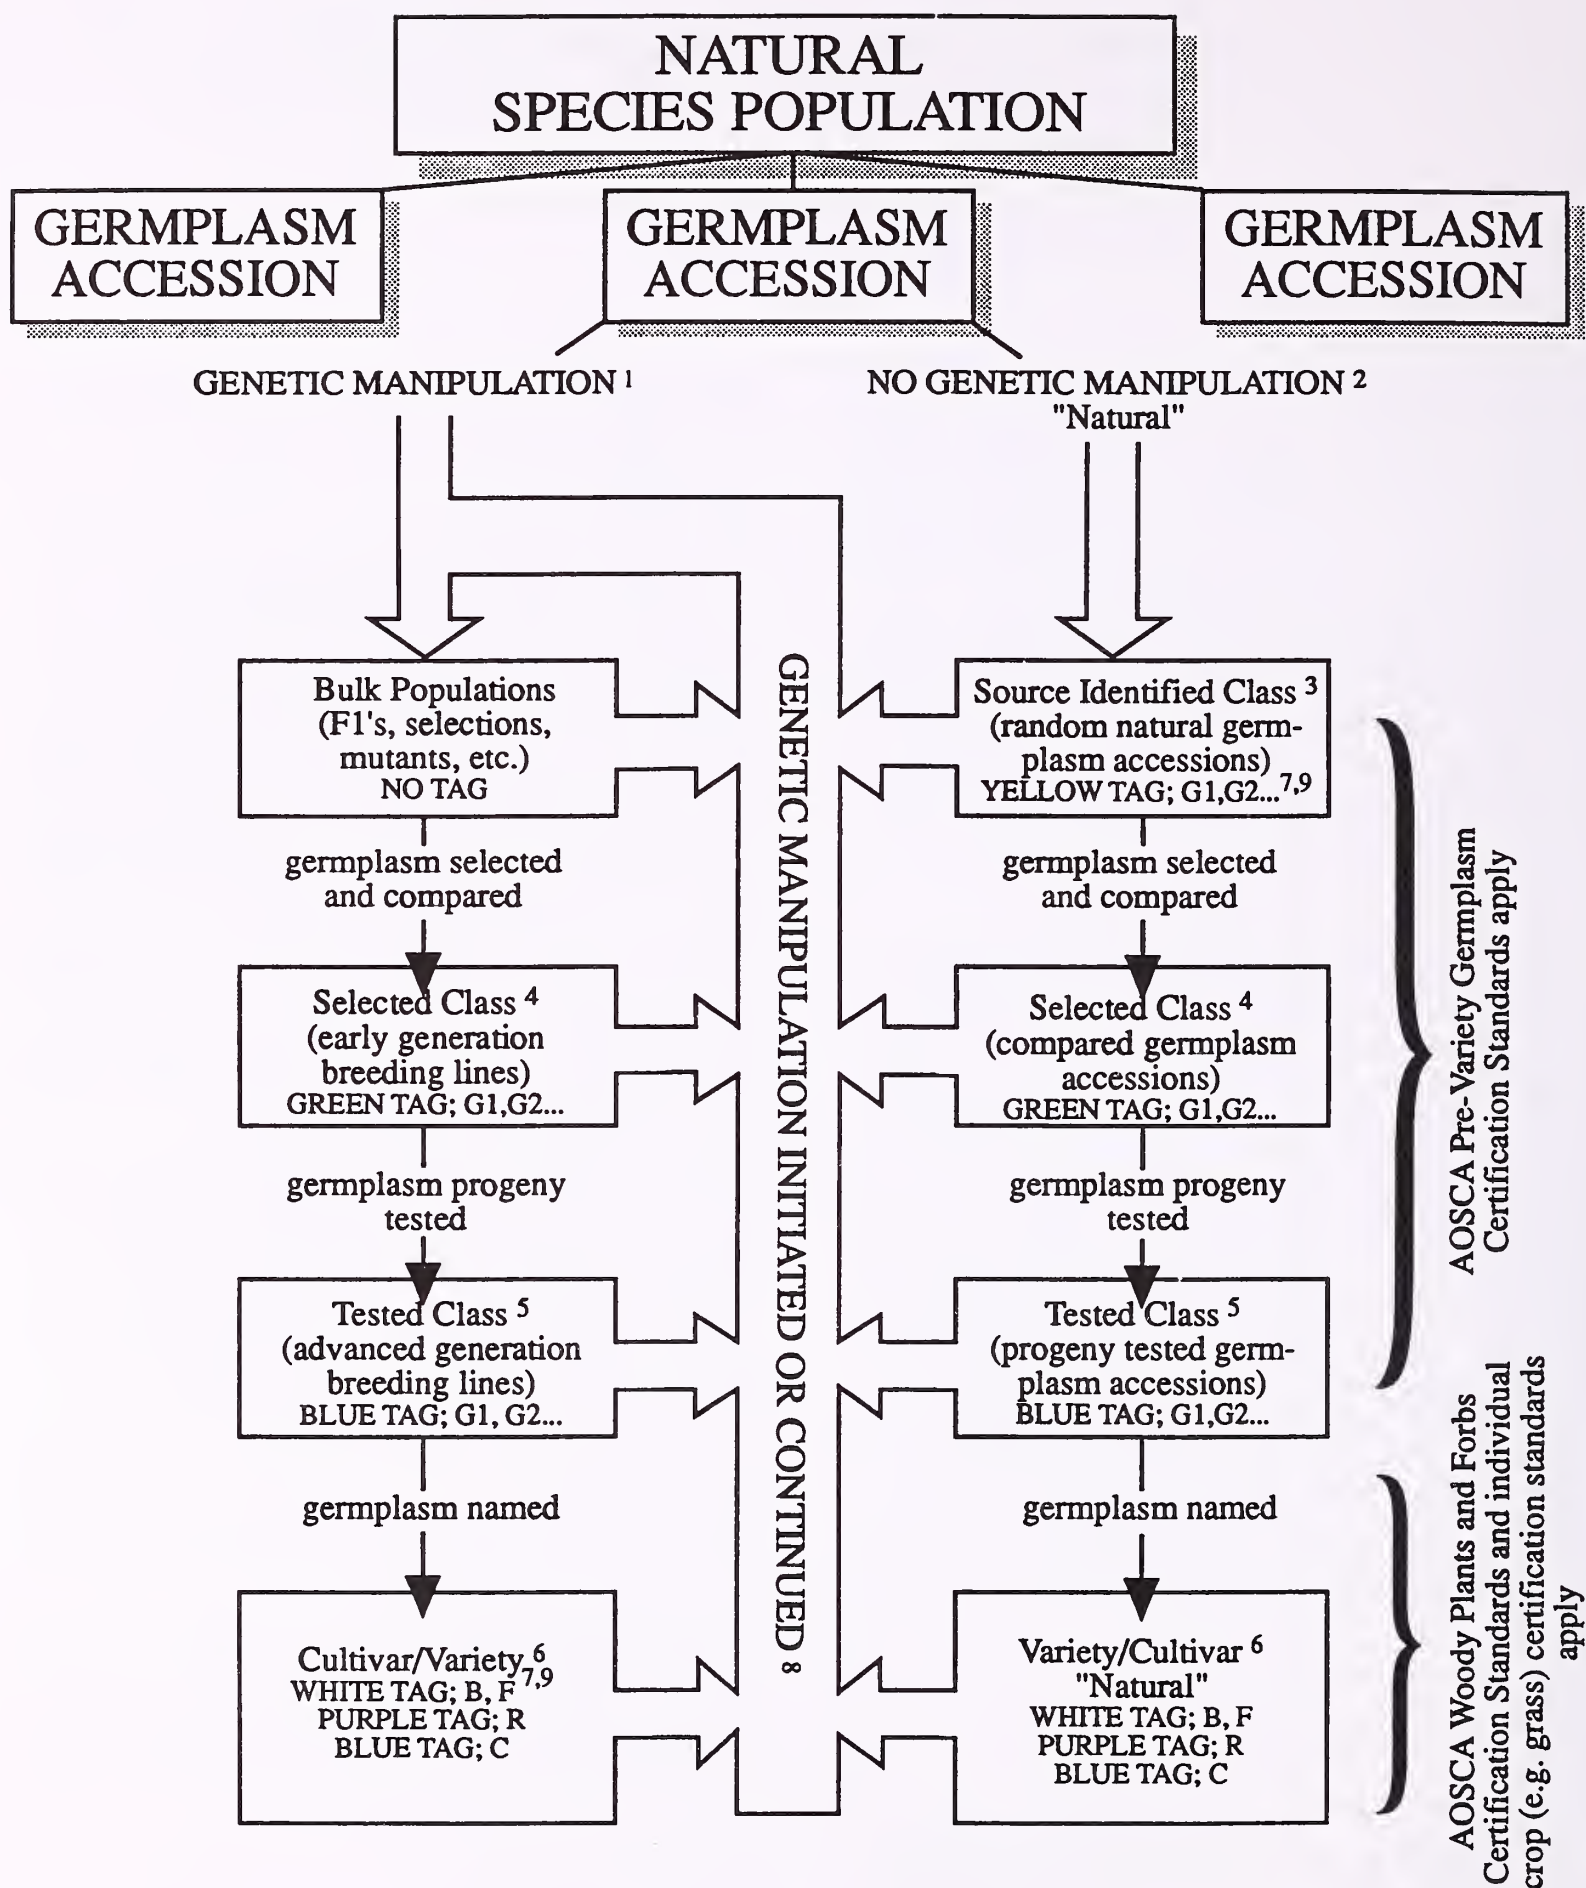 NATURAL
SPECIES POPULATION
GERMPLASM
ACCESSION
GERMPLASM
ACCESSION
GERMPLASM
ACCESSION
GENETIC MANIPULATION 1
NO GENETIC MANIPULATION 2
"Natural"
Bulk Populations
(F1's, selections,
mutants, etc.)
NO TAG
germplasm selected
and compared
Selected Class 4
(early generation
breeding lines)
GREEN TAG; G1,G2...
germplasm progeny
tested
Tested Class 5
(advanced generation
breeding lines)
BLUE TAG; G1, G2...
germplasm named
Cultivar/Variety 6
WHITE TAG; B, F 7,9
PURPLE TAG; R
BLUE TAG; C
GENETIC MANIPULATION INITIATED OR CONTINUED 8
Source Identified Class 3
(random natural germ-
plasm accessions)
YELLOW TAG; G1,G2...7,9
germplasm selected
and compared
Selected Class 4
(compared germplasm
accessions)
GREEN TAG; G1,G2...
germplasm progeny
tested
Tested Class 5
(progeny tested germ-
plasm accessions)
BLUE TAG; G1,G2...
germplasm named
Variety/Cultivar 6
"Natural"
WHITE TAG; B, F
PURPLE TAG; R
BLUE TAG; C
AOSCA Pre-Variety Germplasm
Certification Standards apply
AOSCA Woody Plants and Forbs
Certification Standards and individual
crop (e.g. grass) certification standards
apply